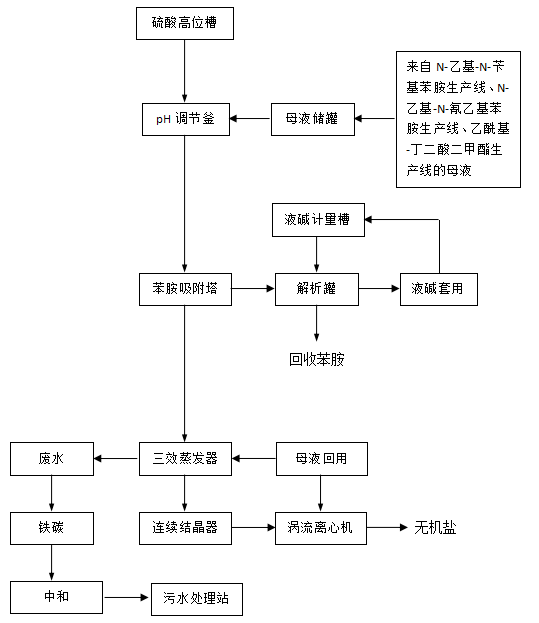 硫酸高位槽
来自 N-乙基-N-苄
基苯胺生产线、N-
乙基-N-氰乙基苯
胺生产线、乙酰基
-丁二酸二甲酯生
产线的母液
pH 调节釜
母液储罐
液碱计量槽
苯胺吸附塔
解析罐
液碱套用
回收苯胺
废水
三效蒸发器
母液回用
铁碳
连续结晶器
涡流离心机
无机盐
中和
污水处理站